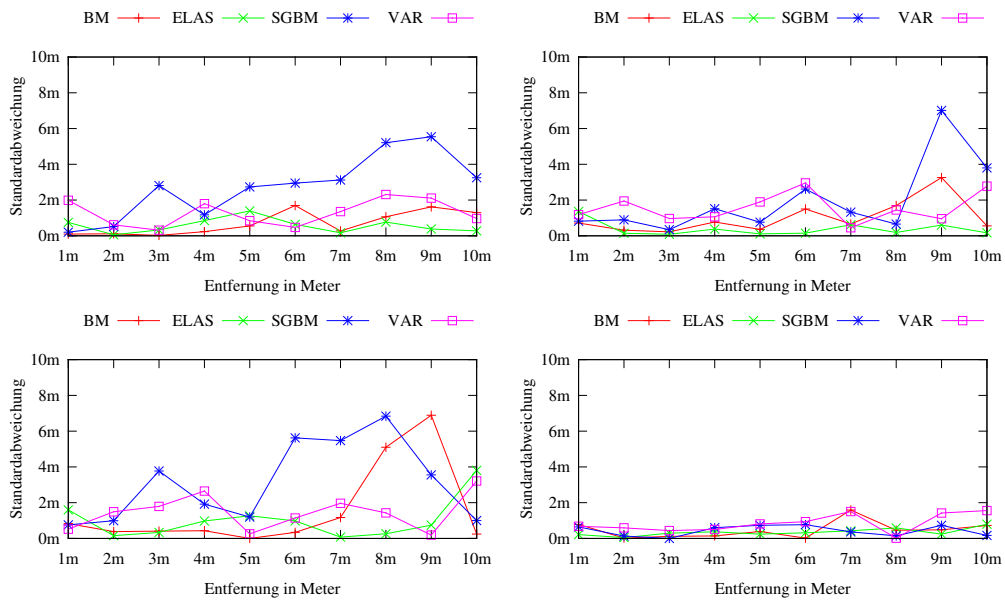 BM ELAS SGBM VAR
Standardabweichung
10m
8m
6m
4m
2m
0m
1m 2m 3m 4m 5m 6m 7m 8m 9m 10m
Entfernung in Meter
BM ELAS SGBM VAR
Standardabweichung
10m
8m
6m
4m
2m
0m
1m 2m 3m 4m 5m 6m 7m 8m 9m 10m
Entfernung in Meter
BM ELAS SGBM VAR
Standardabweichung
10m
8m
6m
4m
2m
0m
1m 2m 3m 4m 5m 6m 7m 8m 9m 10m
Entfernung in Meter
BM ELAS SGBM VAR
Standardabweichung
10m
8m
6m
4m
2m
0m
1m 2m 3m 4m 5m 6m 7m 8m 9m 10m
Entfernung in Meter